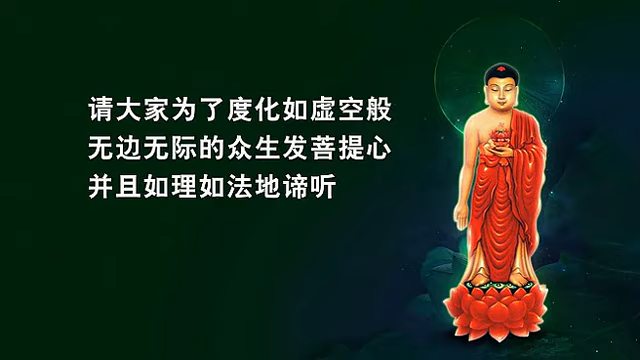 请大家为了度化如虚空般
无边无际的众生发菩提心
并且如理如法地谛听